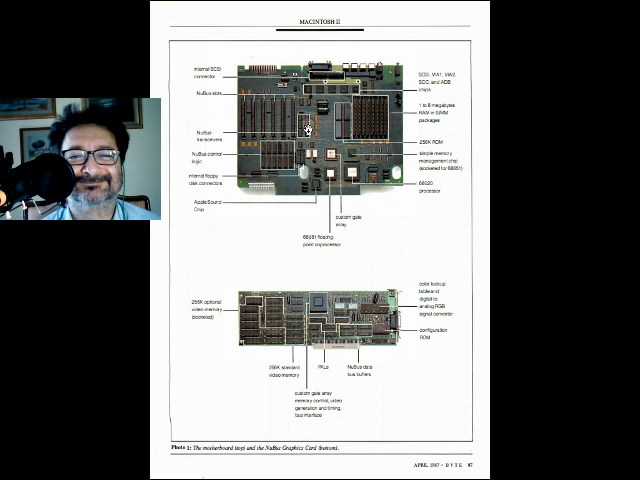 MACINTOSH II
internal SCSI
connector
NuBus slots
NuBus
transceivers
NuBus control
logic
internal floppy
disk connectors
Apple Sound
Chip
68881 floating
point coprocessor
custom gate
array
SCSI, VIA1, VIA2,
SCC, and ADB
chips
1 to 8 megabytes
RAM in SIMM
packages
256K ROM
simple memory
management chip
(socketed for 68851)
68020
processor
256K optional
video memory
(socketed)
256K standard
video memory
custom gate array
memory control, video
generation and timing,
bus interface
PALs
NuBus data
bus buffers
color lookup
table and
digital to
analog RGB
signal converter
configuration
ROM
Photo 1: The motherboard (top) and the NuBus Graphics Card (bottom).
APRIL 1987 • BYTE 87